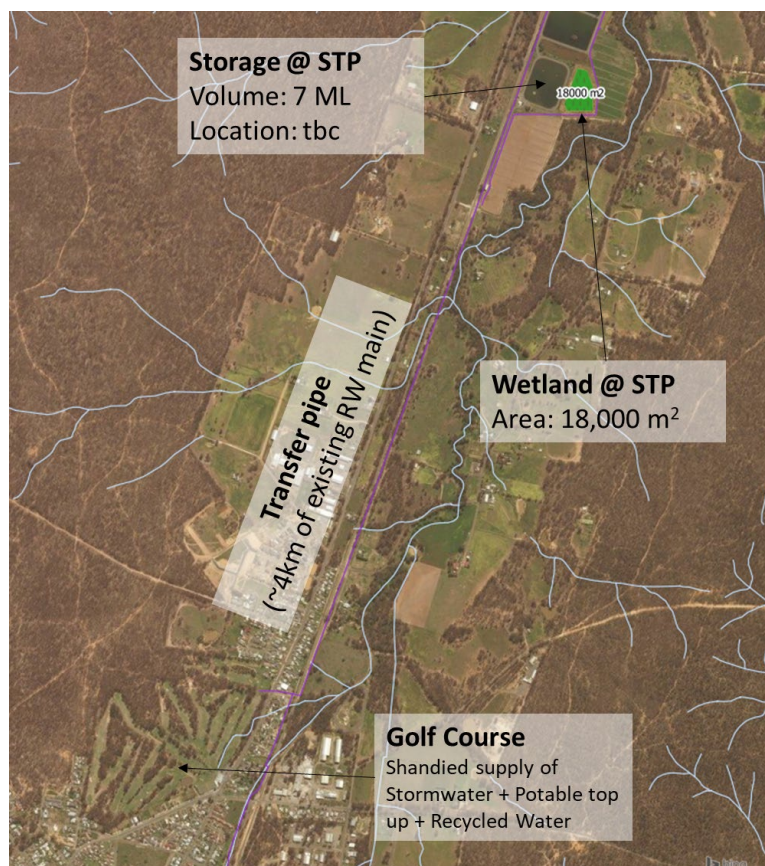 Storage @ STP
Volume: 7 ML
Location: tbc
18000 m2
Transfer pipe
(~4km of existing RW main)
Wetland @ STP
Area: 18,000 m²
Golf Course
Shandied supply of
Stormwater + Potable top
up + Recycled Water